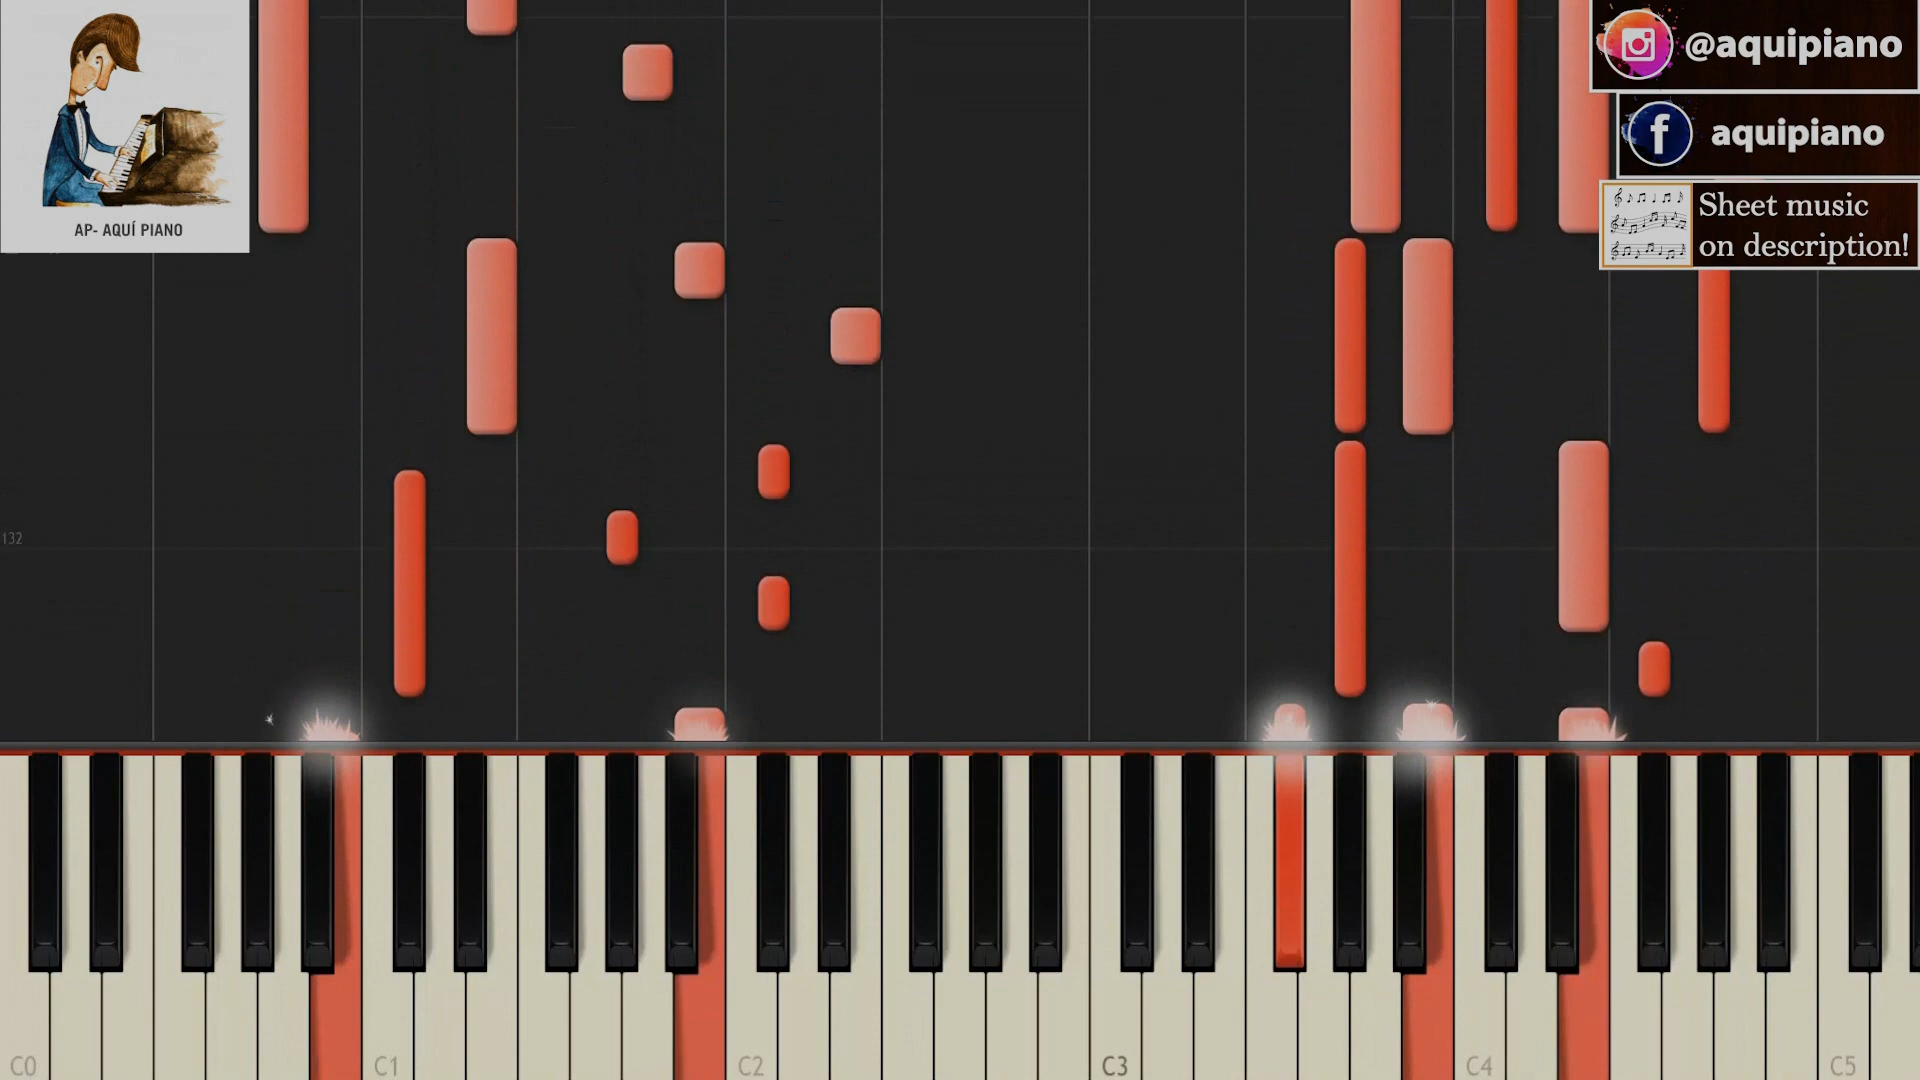 AP- AQUÍ PIANO
@aquipiano
aquipiano
Sheet music
on description!
132
C0 C1 C2 C3 C4 C5